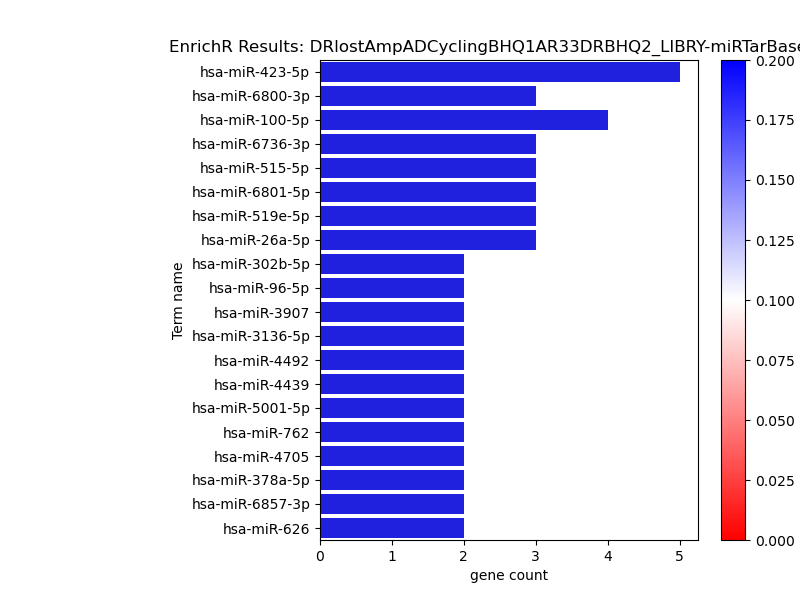 EnrichR Results: DRlostAmpADCyclingBHQ1AR33DRBHQ2_LIBRY-miRTarBase
hsa-miR-423-5p
hsa-miR-6800-3p
hsa-miR-100-5p
hsa-miR-6736-3p
hsa-miR-515-5p
hsa-miR-6801-5p
hsa-miR-519e-5p
hsa-miR-26a-5p
hsa-miR-302b-5p
hsa-miR-96-5p
hsa-miR-3907
hsa-miR-3136-5p
hsa-miR-4492
hsa-miR-4439
hsa-miR-5001-5p
hsa-miR-762
hsa-miR-4705
hsa-miR-378a-5p
hsa-miR-6857-3p
hsa-miR-626
Term name
0 1 2 3 4 5
gene count
0.200
0.175
0.150
0.125
0.100
0.075
0.050
0.025
0.000